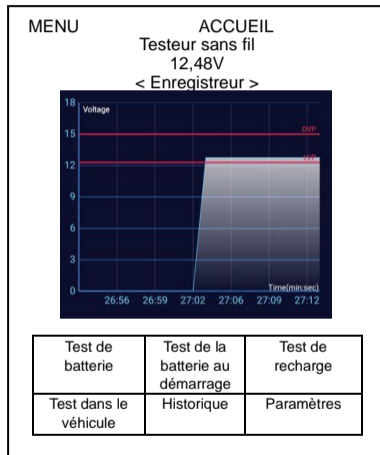 MENU ACCUEIL
Testeur sans fil
12,48V
< Enregistreur >
18
Voltage
15
OVP
LVP
12
9
6
3
0
Time(min:sec)
26:56 26:59 27:02 27:06 27:09 27:12
Test de batterie
Test de la batterie au démarrage
Test de recharge
Test dans le véhicule
Historique
Paramètres